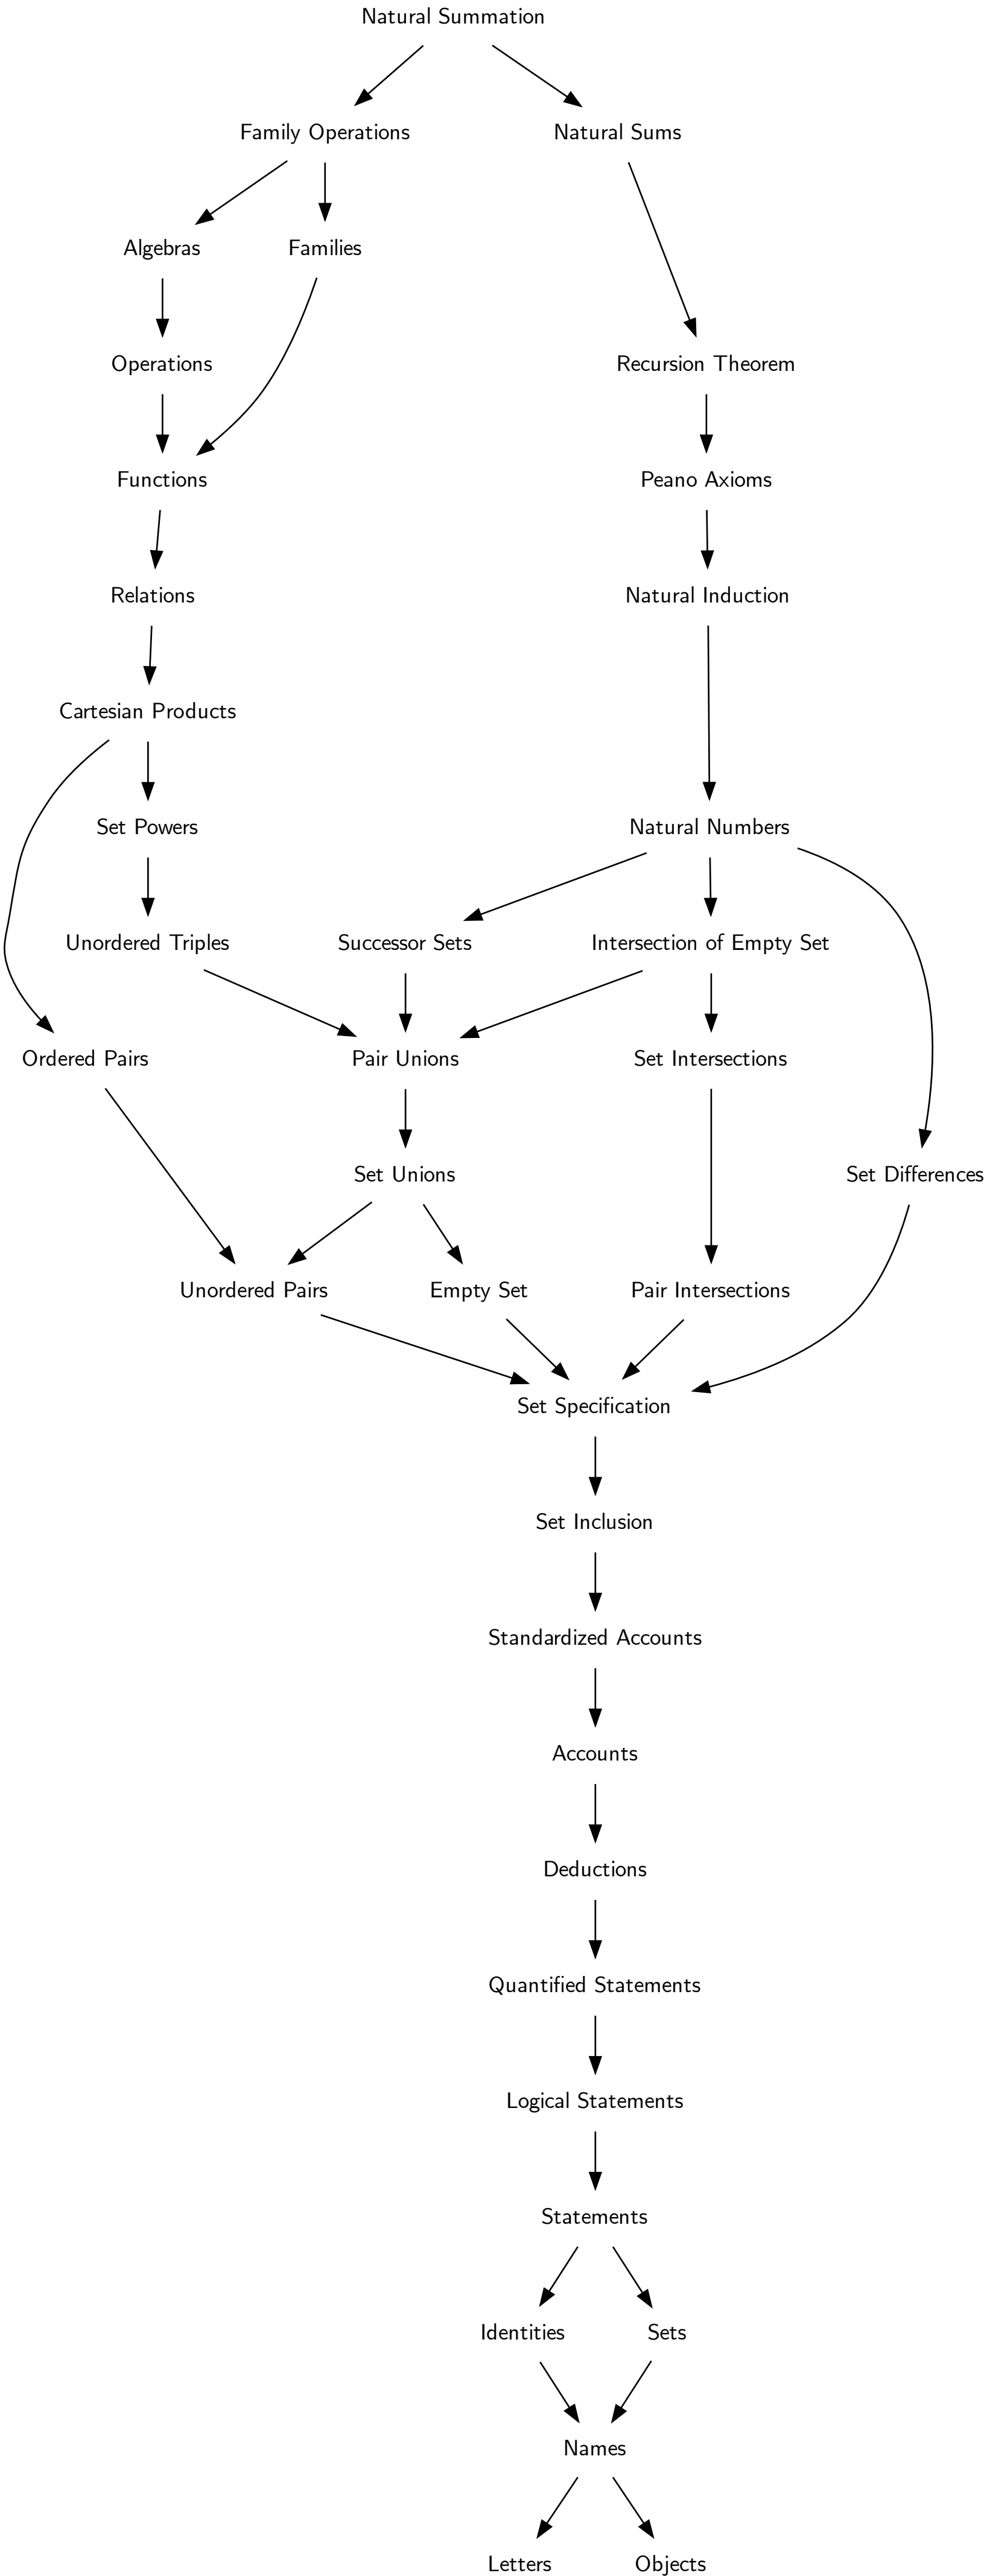 Natural Summation
Family Operations
Natural Sums
Algebras
Families
Operations
Recursion Theorem
Functions
Peano Axioms
Relations
Natural Induction
Cartesian Products
Set Powers
Natural Numbers
Unordered Triples
Successor Sets
Intersection of Empty Set
Ordered Pairs
Pair Unions
Set Intersections
Set Unions
Set Differences
Unordered Pairs
Empty Set
Pair Intersections
Set Specification
Set Inclusion
Standardized Accounts
Accounts
Deductions
Quantified Statements
Logical Statements
Statements
Identities
Sets
Names
Letters
Objects